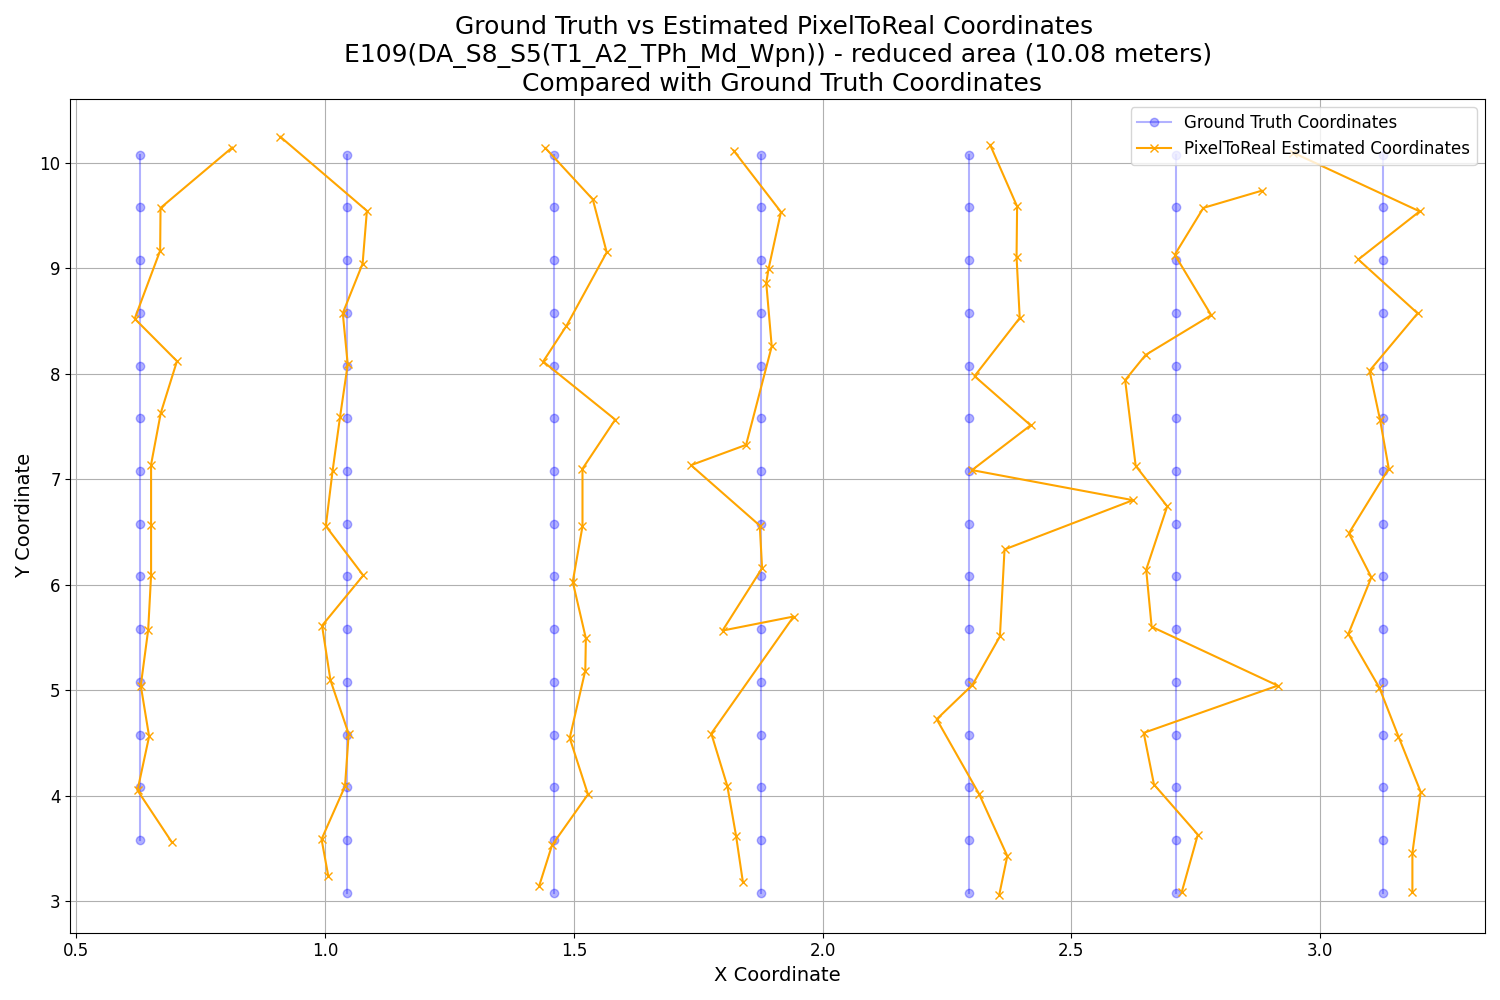 Ground Truth vs Estimated PixelToReal Coordinates
E109(DA_S8_S5(T1_A2_TPh_Md_Wpn)) - reduced area (10.08 meters)
Compared with Ground Truth Coordinates
Ground Truth Coordinates
PixelToReal Estimated Coordinates
10
9
8
7
6
5
4
3
Y Coordinate
0.5 1.0 1.5 2.0 2.5 3.0
X Coordinate